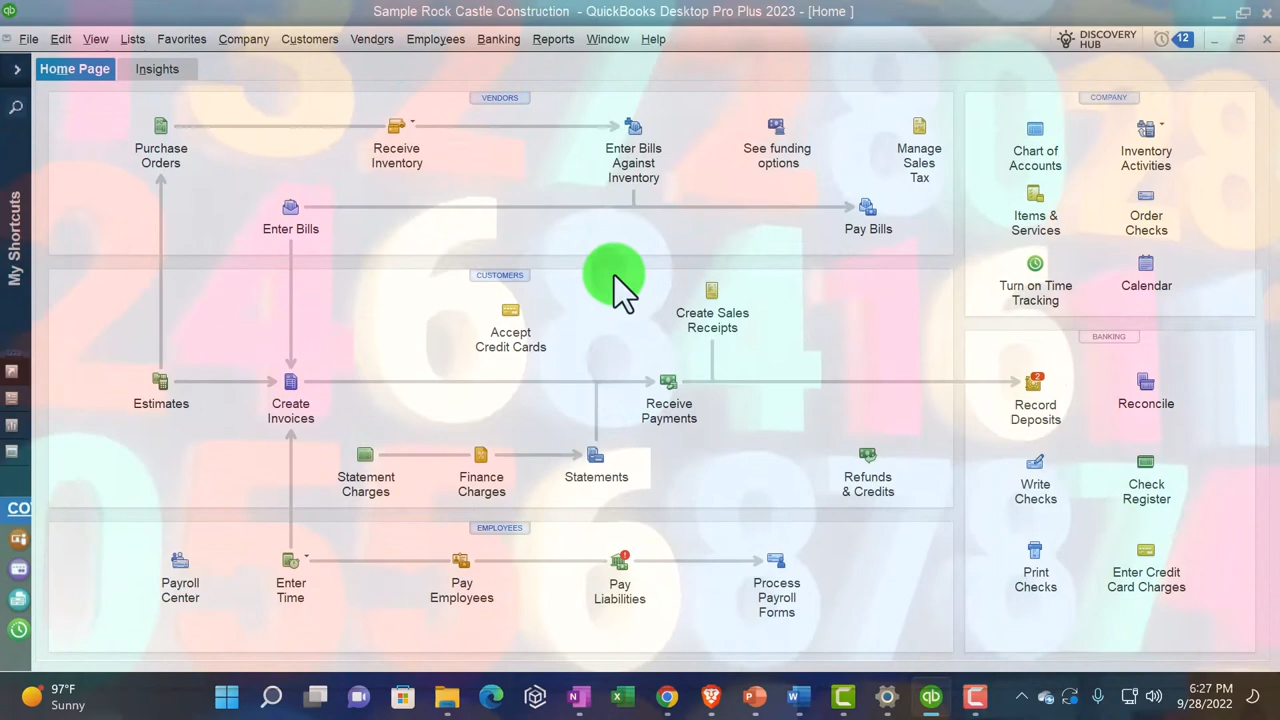 Sample Rock Castle Construction - QuickBooks Desktop Pro Plus 2023 - [Home ]
File Edit View Lists Favorites Company Customers Vendors Employees Banking Reports Window Help
DISCOVERY
HUB
12
Home Page
Insights
My Shortcuts
VENDORS
Purchase
Orders
Receive
Inventory
Enter Bills
Against
Inventory
See funding
options
Manage
Sales
Tax
Enter Bills
Pay Bills
CUSTOMERS
Accept
Credit Cards
Create Sales
Receipts
Estimates
Create
Invoices
Receive
Payments
Statement
Charges
Finance
Charges
Statements
Refunds
& Credits
EMPLOYEES
Payroll
Center
Enter
Time
Pay
Employees
Pay
Liabilities
Process
Payroll
Forms
COMPANY
Chart of
Accounts
Inventory
Activities
Items &
Services
Order
Checks
Turn on Time
Tracking
Calendar
BANKING
2
Record
Deposits
Reconcile
Write
Checks
Check
Register
Print
Checks
Enter Credit
Card Charges
97°F
Sunny
6:27 PM
9/28/2022